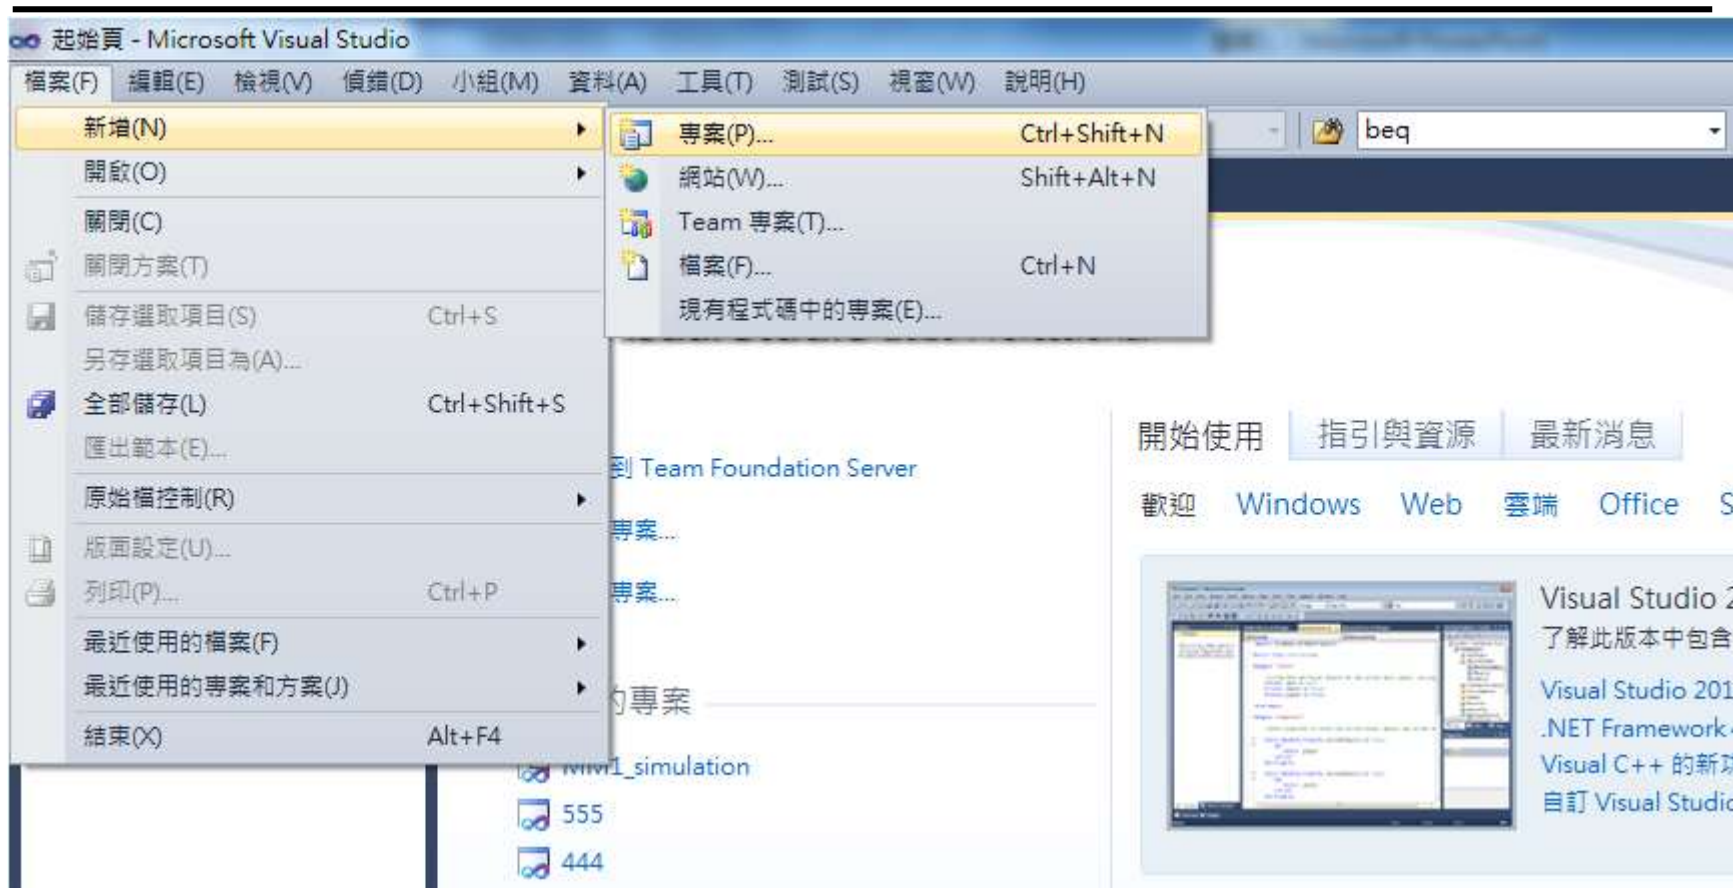 起始頁 - Microsoft Visual Studio
檔案(F) 編輯(E) 檢視(V) 偵錯(D) 小組(M) 資料(A) 工具(T) 測試(S) 視窗(W) 說明(H)
新增(N)
專案(P)... Ctrl+Shift+N
beq
開啟(O)
網站(W)... Shift+Alt+N
關閉(C)
Team 專案(T)...
關閉方案(T)
檔案(F)... Ctrl+N
儲存選取項目(S) Ctrl+S
現有程式碼中的專案(E)...
另存選取項目為(A)...
全部儲存(L) Ctrl+Shift+S
匯出範本(E)...
開始使用 指引與資源 最新消息
到 Team Foundation Server
原始檔控制(R)
歡迎 Windows Web 雲端 Office S
專案...
版面設定(U)...
列印(P)... Ctrl+P
專案...
Visual Studio 2
最近使用的檔案(F)
了解此版本中包含
最近使用的專案和方案(J)
的專案
Visual Studio 201
.NET Framework 4
結束(X) Alt+F4
MM1_simulation
Visual C++ 的新功
自訂 Visual Studio
555
444